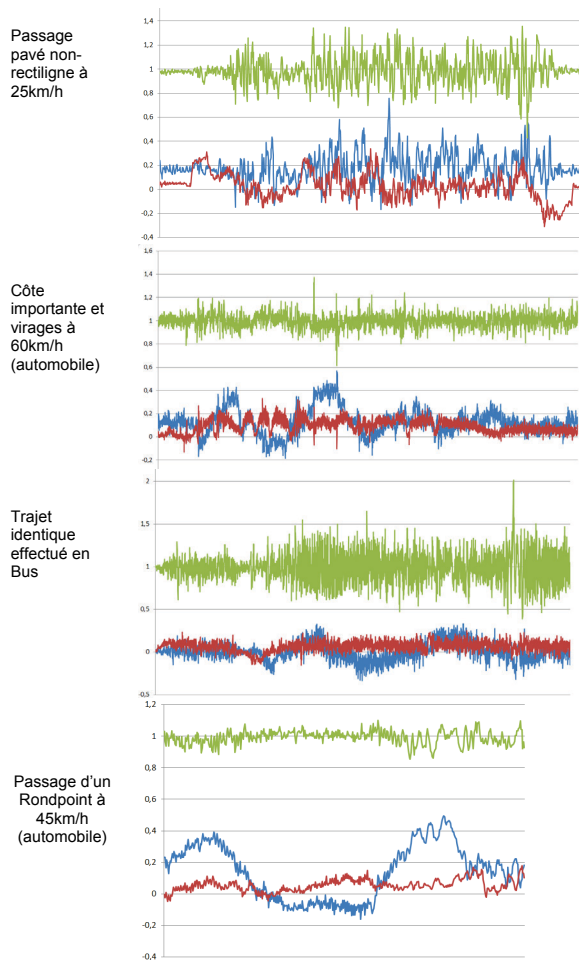 Passage
pavé non-
rectiligne à
25km/h
1,4
1,2
1
0,8
0,6
0,4
0,2
0
-0,2
-0,4
Côte
importante et
virages à
60km/h
(automobile)
1,6
1,4
1,2
1
0,8
0,6
0,4
0,2
0
-0,2
Trajet
identique
effectué en
Bus
2
1,5
1
0,5
0
-0,5
Passage d'un
Rondpoint à
45km/h
(automobile)
1,2
1
0,8
0,6
0,4
0,2
0
-0,2
-0,4